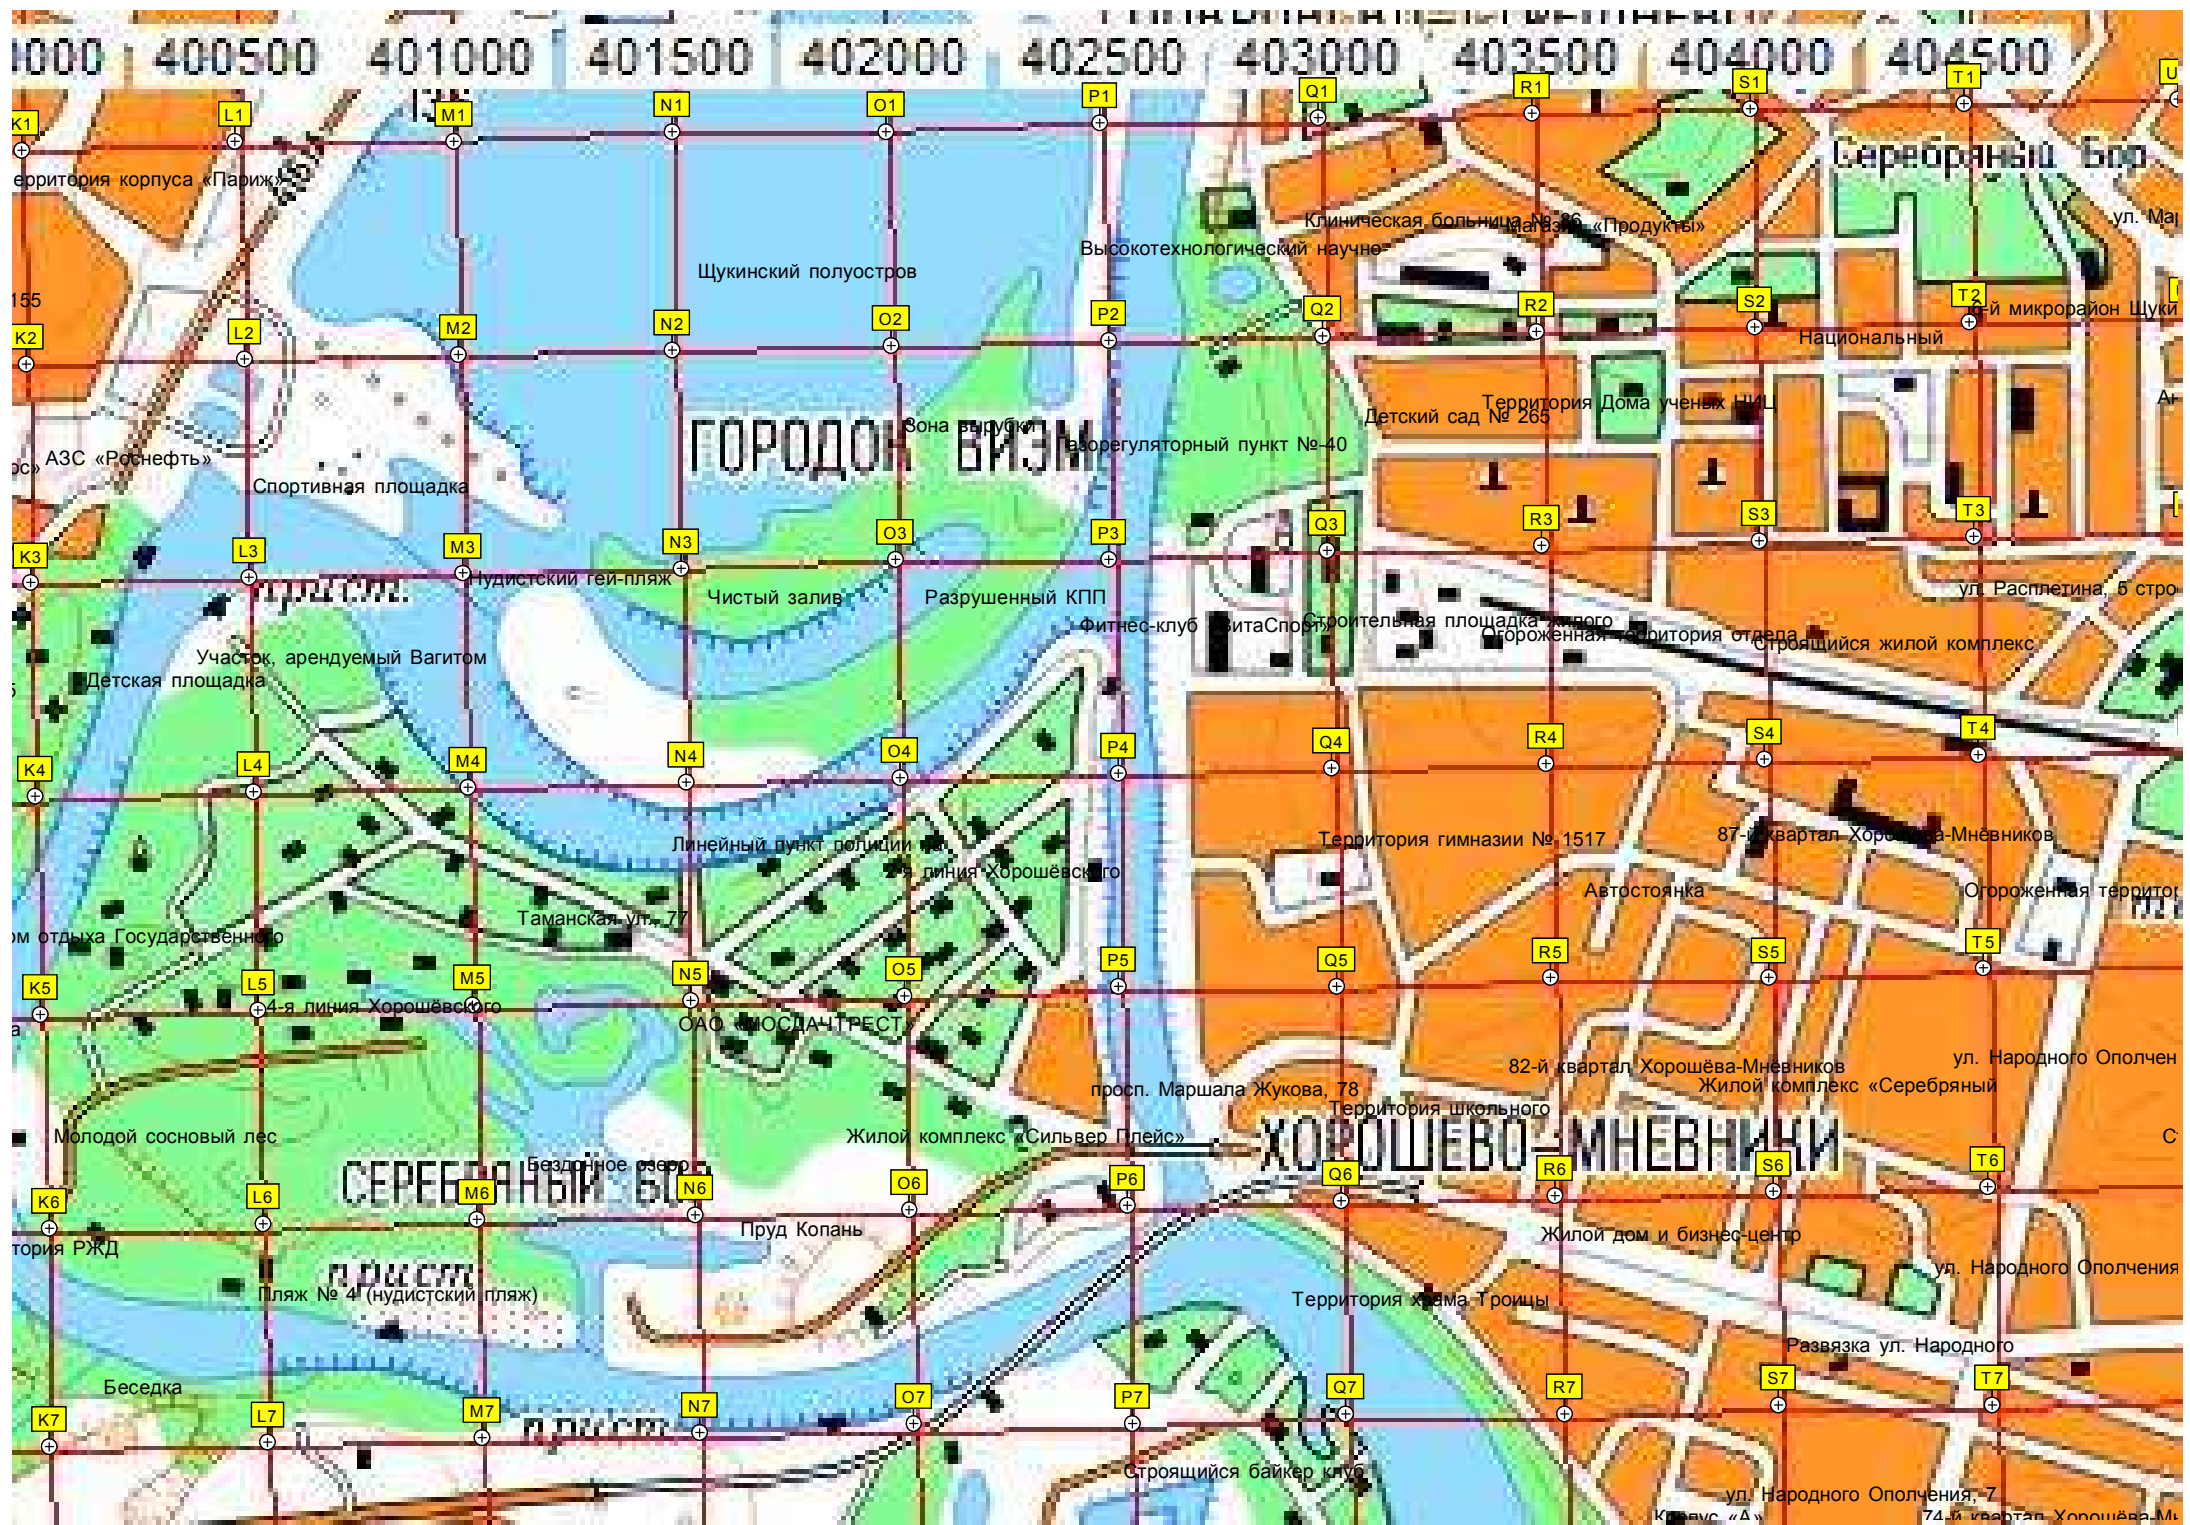 400500 401000 401500 402000 402500 403000 403500 404000 404500
P1
S1
T1
Q1
R1
N1
O1
K1
L1
M1
Серебряный Бор
ерритория корпуса «Париж»
Клиническая больница № 86
Магазин «Продукты»
Высокотехнологический научно-
Щукинский полуостров
155
6-й микрорайон Щуки
K2
L2
M2
N2
O2
P2
Q2
R2
S2
T2
Национальный
Территория Дома ученых НИЦ
Детский сад № 265
Зона вырубки
ГОРОДОК ВИЭМ
Газорегуляторный пункт №-40
АЗС «Роснефть»
Спортивная площадка
K3
L3
M3
N3
O3
P3
Q3
R3
S3
T3
Нудистский гей-пляж
ул. Расплетина, 5 стро
прист.
Чистый залив
Разрушенный КПП
Фитнес-клуб «ВитаСпорт»
Строительная площадка жилого
Огороженная территория отдела
Строящийся жилой комплекс
Участок, арендуемый Вагитом
Детская площадка
K4
L4
M4
N4
O4
P4
Q4
R4
S4
T4
Линейный пункт полиции на
Территория гимназии № 1517
87-й квартал Хорошёва-Мнёвников
2-я линия Хорошёвского
Автостоянка
Огороженная территор
Таманская ул., 77
ом отдыха Государственного
K5
L5
M5
N5
O5
P5
Q5
R5
S5
T5
4-я линия Хорошёвского
ОАО «МОСДАЧТРЕСТ»
ул. Народного Ополчен
82-й квартал Хорошёва-Мнёвников
Жилой комплекс «Серебряный
просп. Маршала Жукова, 78
Территория школьного
Молодой сосновый лес
Жилой комплекс «Сильвер Плейс»
ХОРОШЕВО-МНЕВНИКИ
Бездонное озеро
СЕРЕБРЯНЫЙ БОР
K6
L6
M6
N6
O6
P6
Q6
R6
S6
T6
Пруд Копань
Жилой дом и бизнес-центр
тория РЖД
ул. Народного Ополчения
прист.
Пляж № 4 (нудистский пляж)
Территория храма Троицы
Развязка ул. Народного
Беседка
K7
L7
M7
N7
O7
P7
Q7
R7
S7
T7
прист.
Строящийся байкер клуб
ул. Народного Ополчения, 7
Корпус «А»
74-й квартал Хорошёва-Мн